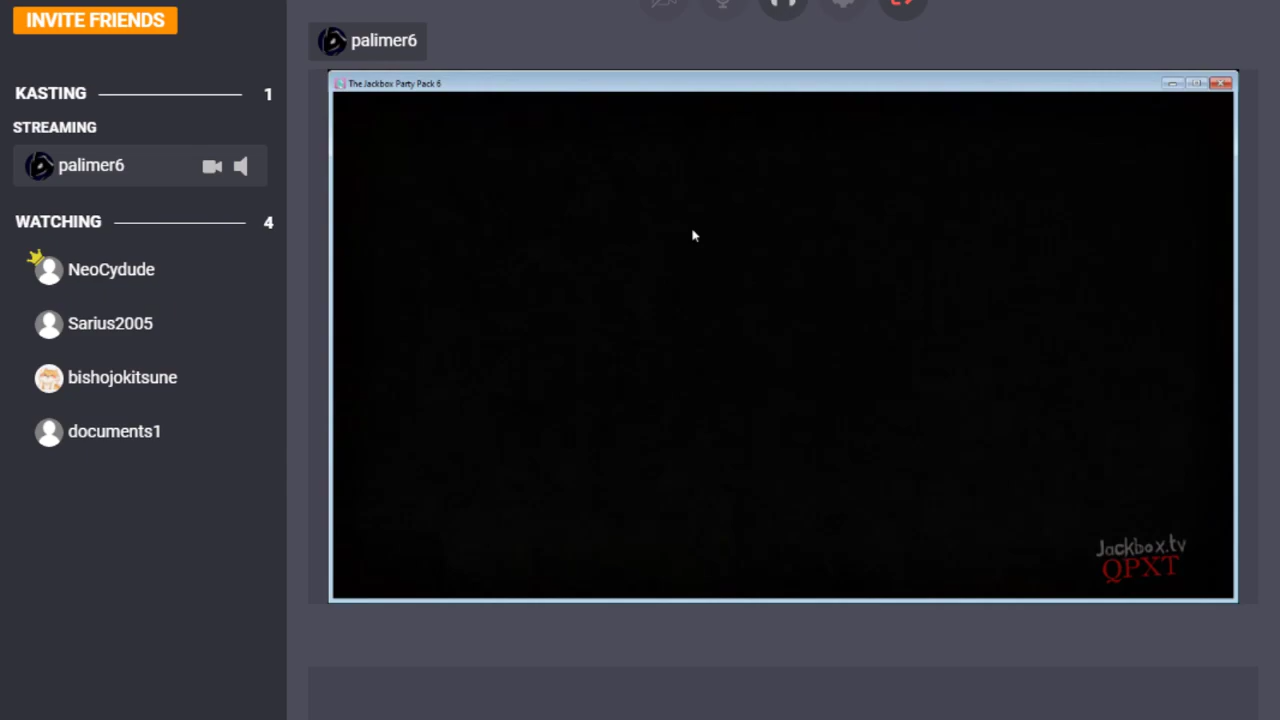 INVITE FRIENDS
KASTING 1
STREAMING
palimer6
WATCHING 4
NeoCydude
Sarius2005
bishojokitsune
documents1
palimer6
The Jackbox Party Pack 6
Jackbox.tv
QPXT